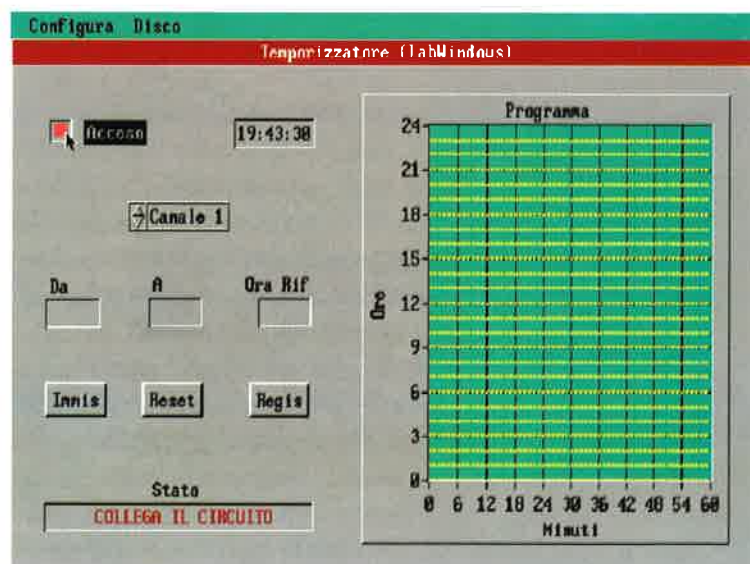 Configura Disco
Temporizzatore (LabWindows)
Acceso
19:43:30
Canale 1
Da
A
Ora Rif
Immis
Reset
Regis
Stato
COLLEGA IL CIRCUITO
Programma
24
21
18
15
12
9
6
3
0
Ore
0 6 12 18 24 30 36 42 48 54 60
Minuti